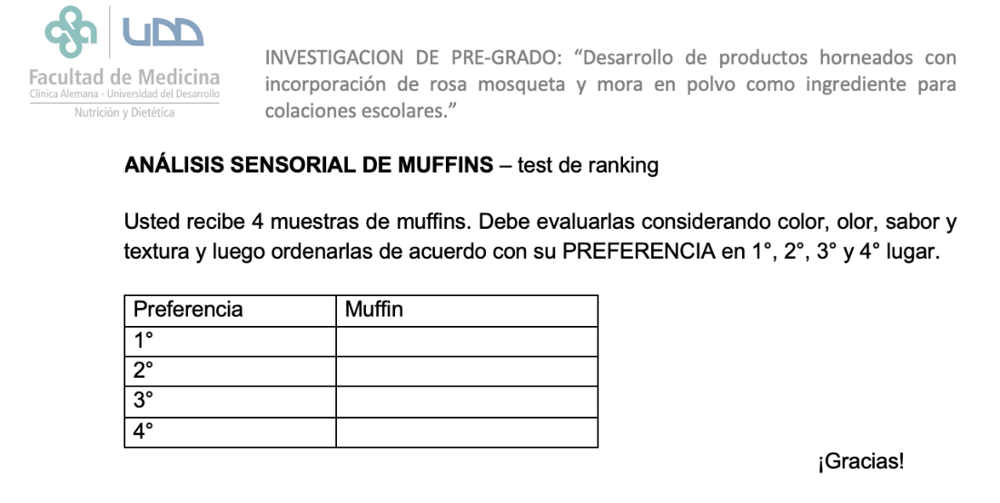 UDD
Facultad de Medicina
Clínica Alemana - Universidad del Desarrollo
Nutrición y Dietética
INVESTIGACION DE PRE-GRADO: “Desarrollo de productos horneados con
incorporación de rosa mosqueta y mora en polvo como ingrediente para
colaciones escolares.”
ANÁLISIS SENSORIAL DE MUFFINS – test de ranking
Usted recibe 4 muestras de muffins. Debe evaluarlas considerando color, olor, sabor y
textura y luego ordenarlas de acuerdo con su PREFERENCIA en 1°, 2°, 3° y 4° lugar.
Preferencia Muffin
1°
2°
3°
4°
¡Gracias!